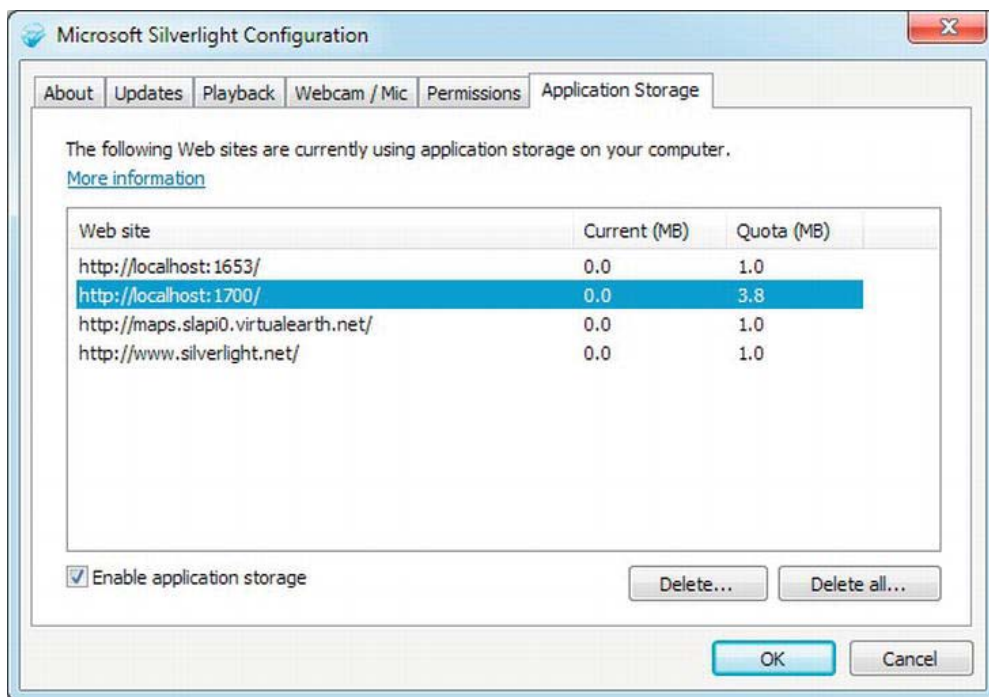 Microsoft Silverlight Configuration
About Updates Playback Webcam / Mic Permissions Application Storage
The following Web sites are currently using application storage on your computer.
More information
Web site Current (MB) Quota (MB)
http://localhost:1653/ 0.0 1.0
http://localhost:1700/ 0.0 3.8
http://maps.slapi0.virtualearth.net/ 0.0 1.0
http://www.silverlight.net/ 0.0 1.0
Enable application storage Delete... Delete all...
OK Cancel